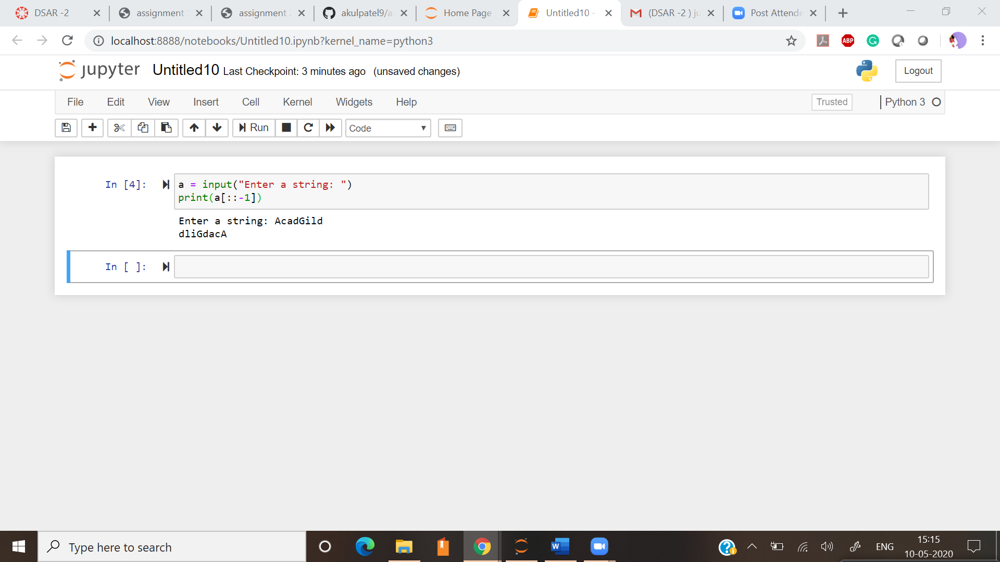 DSAR -2
assignment
assignment
akulpatel9/a
Home Page
Untitled10 -
(DSAR -2 ) ju
Post Attende
localhost:8888/notebooks/Untitled10.ipynb?kernel_name=python3
ABP
jupyter Untitled10 Last Checkpoint: 3 minutes ago (unsaved changes)
Logout
File Edit View Insert Cell Kernel Widgets Help
Trusted
Python 3
Run
Code
In [4]:
a = input("Enter a string: ")
print(a[::-1])
Enter a string: AcadGild
dliGdacA
In [ ]:
Type here to search
ENG
15:15
10-05-2020